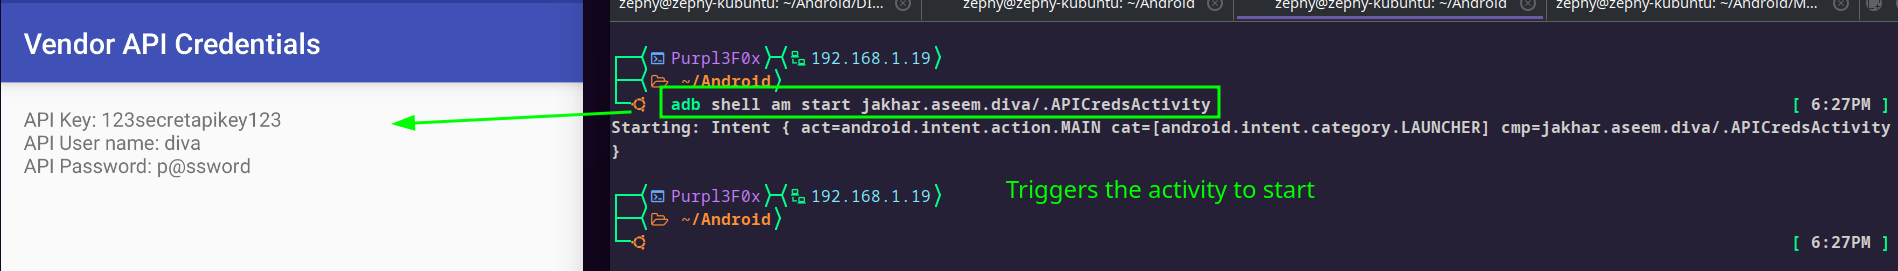 Vendor API Credentials
API Key: 123secretapikey123
API User name: diva
API Password: p@ssword
zephy@zephy-kubuntu: ~/Android/DI... zephy@zephy-kubuntu: ~/Android zephy@zephy-kubuntu: ~/Android zephy@zephy-kubuntu: ~/Android/M...
Purpl3F0x 192.168.1.19
~/Android
adb shell am start jakhar.aseem.diva/.APICredsActivity [ 6:27PM ]
Starting: Intent { act=android.intent.action.MAIN cat=[android.intent.category.LAUNCHER] cmp=jakhar.aseem.diva/.APICredsActivity
}
Purpl3F0x 192.168.1.19
Triggers the activity to start
~/Android
[ 6:27PM ]